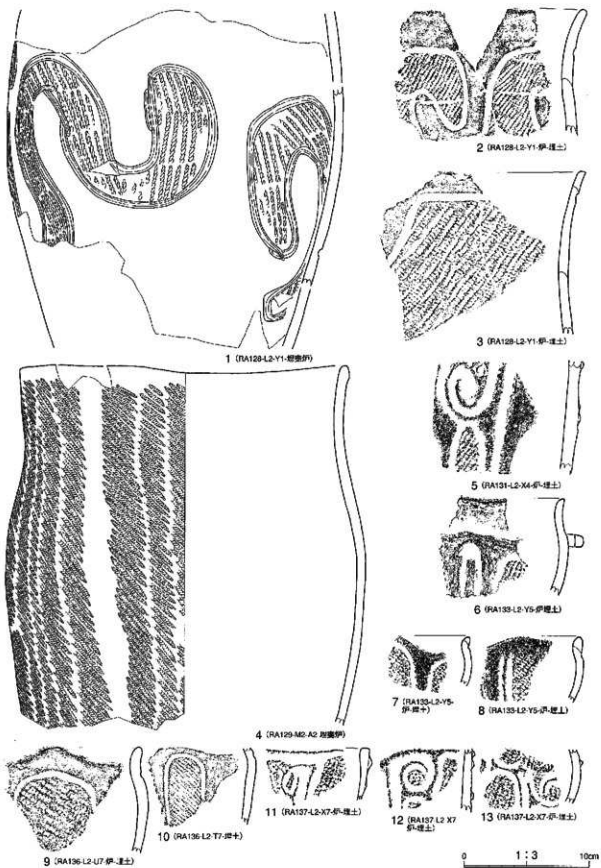 1 (RA128-L2-Y1-埋甕炉)
2 (RA128-L2-Y1-炉-埋土)
3 (RA128-L2-Y1-炉-埋土)
4 (RA129-M2-A2 埋甕炉)
5 (RA131-L2-X4-炉-埋土)
6 (RA133-L2-Y5-炉埋土)
7 (RA133-L2-Y5-
炉-埋土)
8 (RA133-L2-Y5-炉-埋土)
9 (RA136-L2-U7-炉-埋土)
10 (RA136-L2-T7-埋土)
11 (RA137-L2-X7-炉-埋土)
12 (RA137-L2 X7
炉-埋土)
13 (RA137-L2-X7-炉-埋土)
0 1:3 10cm